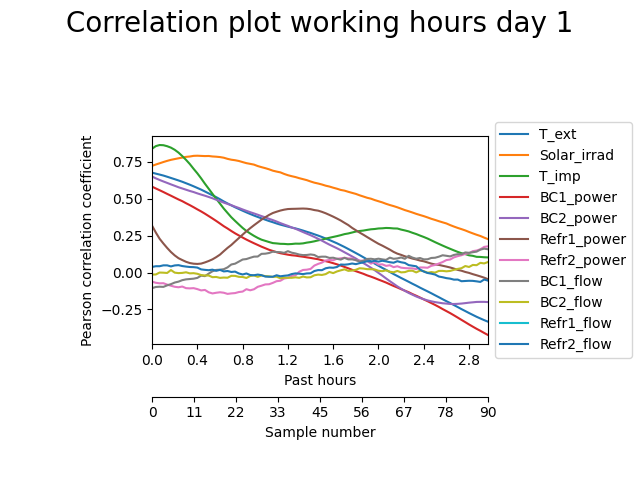 Correlation plot working hours day 1
Pearson correlation coefficient
0.75
0.50
0.25
0.00
−0.25
0.0 0.4 0.8 1.2 1.6 2.0 2.4 2.8
Past hours
0 11 22 33 45 56 67 78 90
Sample number
T_ext
Solar_irrad
T_imp
BC1_power
BC2_power
Refr1_power
Refr2_power
BC1_flow
BC2_flow
Refr1_flow
Refr2_flow